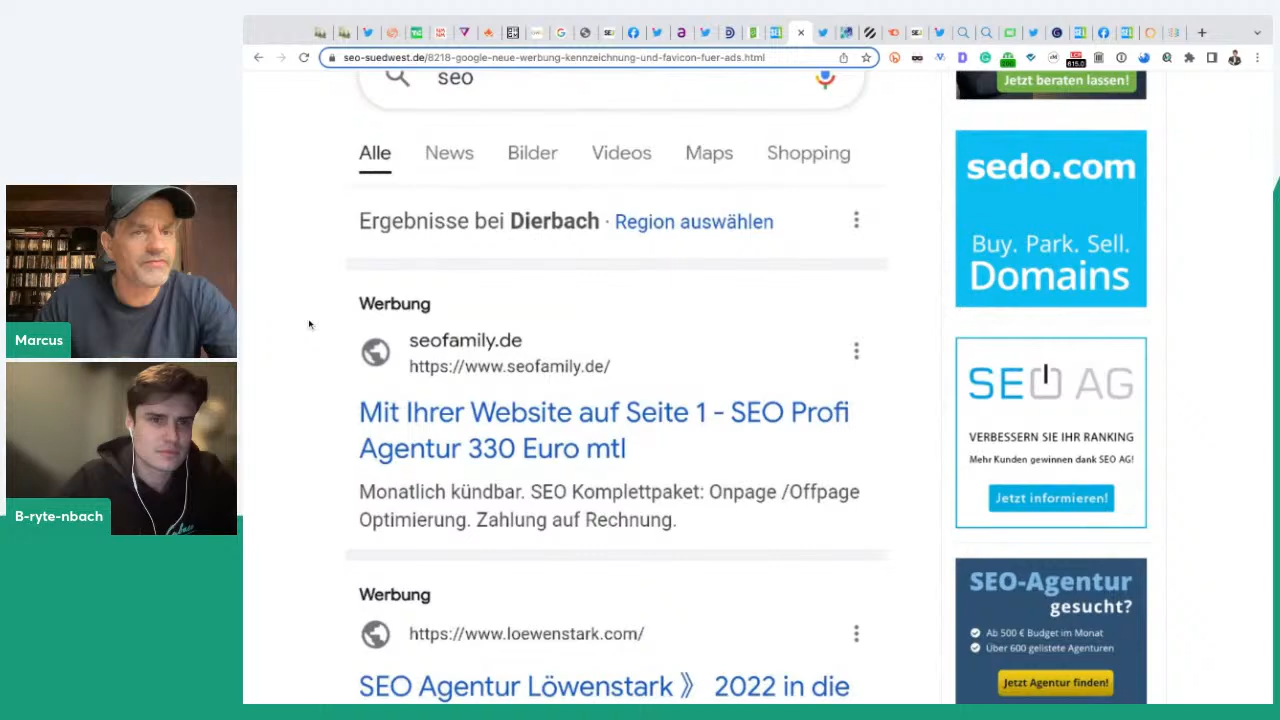 seo-suedwest.de/8218-google-neue-werbung-kennzeichnung-und-favicon-fuer-ads.html
seo
Alle News Bilder Videos Maps Shopping
Ergebnisse bei Dierbach · Region auswählen
Werbung
seofamily.de
https://www.seofamily.de/
Mit Ihrer Website auf Seite 1 - SEO Profi
Agentur 330 Euro mtl
Monatlich kündbar. SEO Komplettpaket: Onpage /Offpage
Optimierung. Zahlung auf Rechnung.
Werbung
https://www.loewenstark.com/
SEO Agentur Löwenstark 》 2022 in die
Jetzt beraten lassen!
sedo.com
Buy. Park. Sell.
Domains
SEO AG
VERBESSERN SIE IHR RANKING
Mehr Kunden gewinnen dank SEO AG!
Jetzt informieren!
SEO-Agentur
gesucht?
Ab 500 € Budget im Monat
Über 600 gelistete Agenturen
Jetzt Agentur finden!
Marcus
B-ryte-nbach